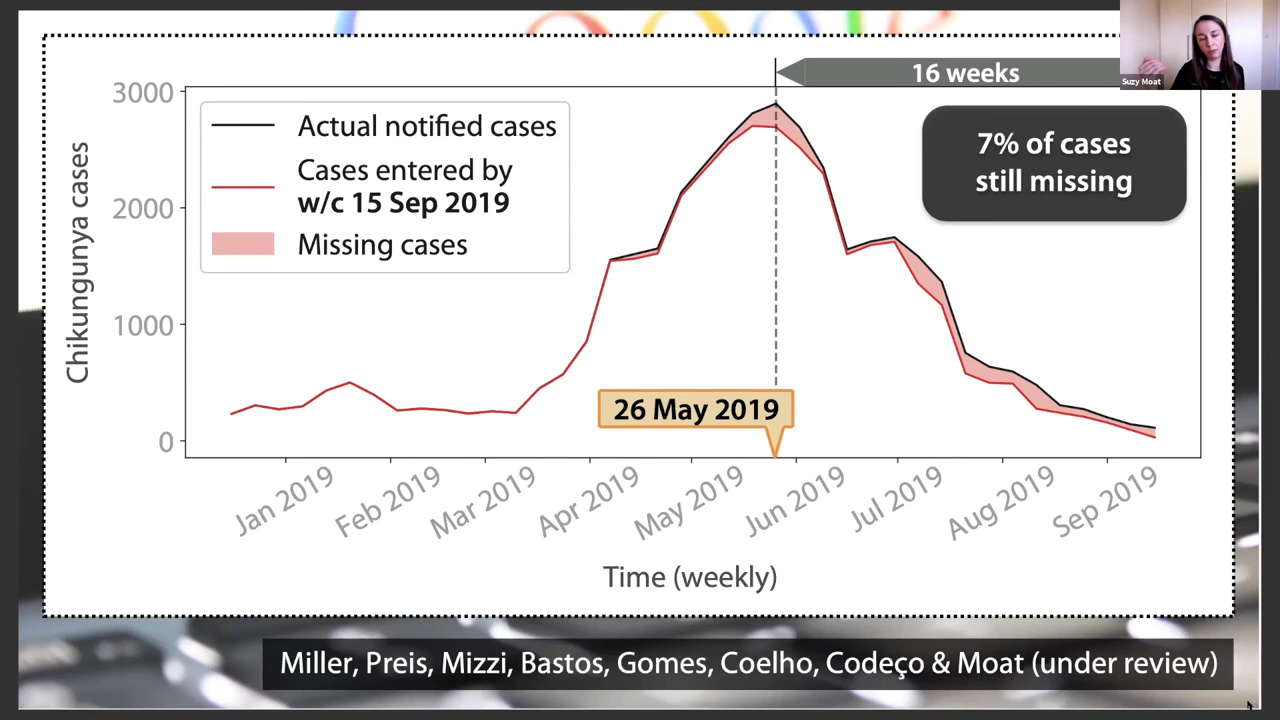 Suzy Moat
16 weeks
3000
2000
1000
0
Chikungunya cases
Actual notified cases
Cases entered by
w/c 15 Sep 2019
Missing cases
7% of cases
still missing
26 May 2019
Jan 2019
Feb 2019
Mar 2019
Apr 2019
May 2019
Jun 2019
Jul 2019
Aug 2019
Sep 2019
Time (weekly)
Miller, Preis, Mizzi, Bastos, Gomes, Coelho, Codeço & Moat (under review)